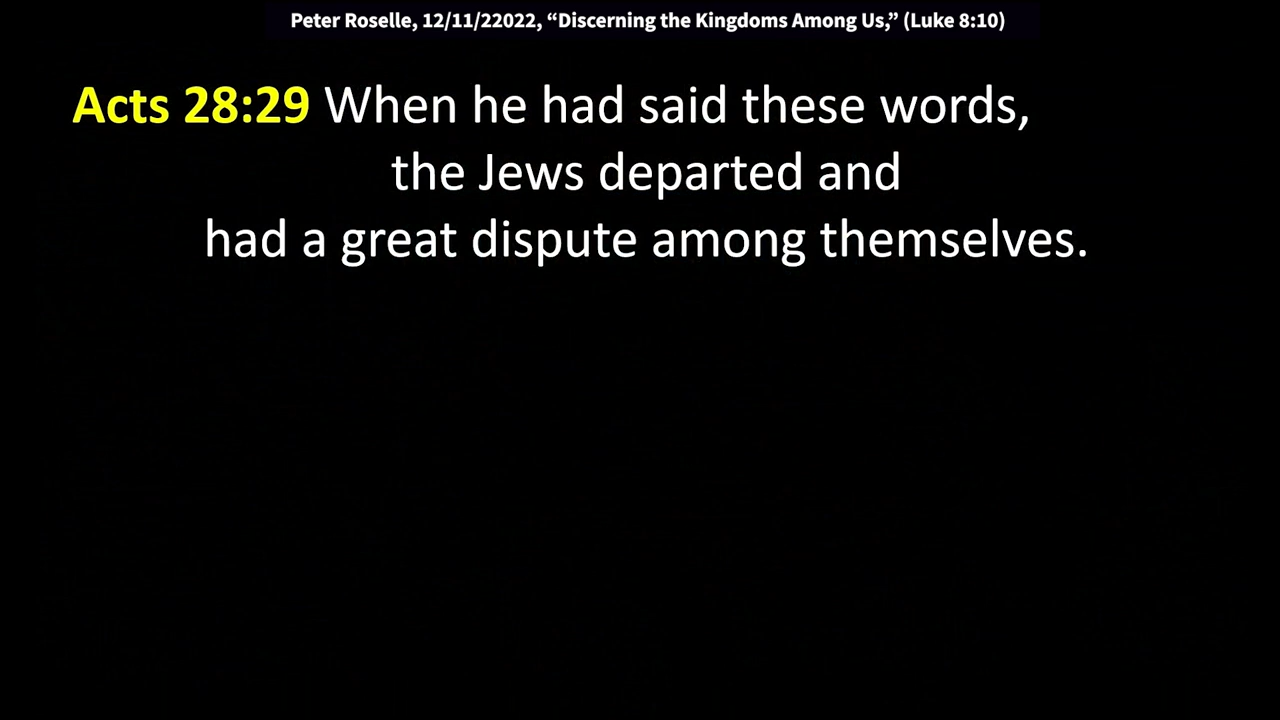 Peter Roselle, 12/11/22022, “Discerning the Kingdoms Among Us,” (Luke 8:10)
Acts 28:29 When he had said these words,
the Jews departed and
had a great dispute among themselves.